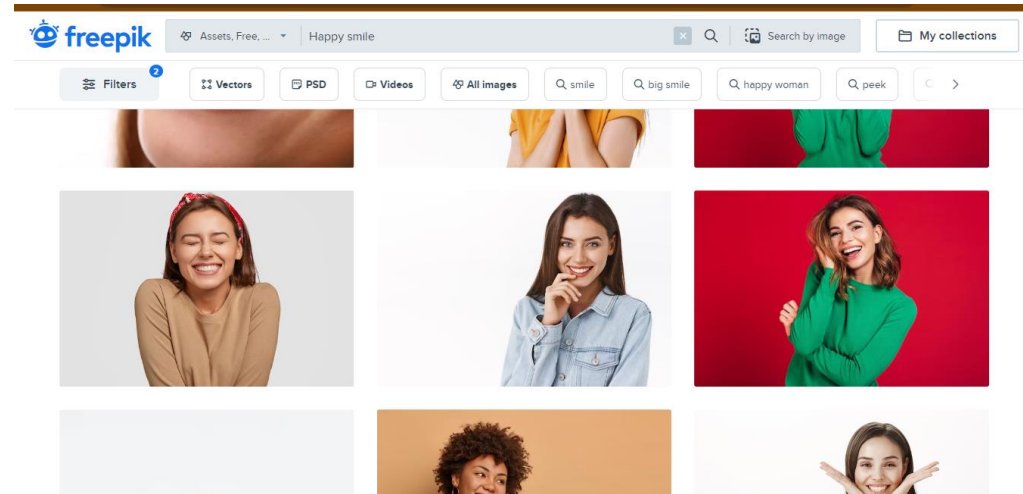 freepik Assets, Free, ... Happy smile Search by image My collections
Filters 2 Vectors PSD Videos All images smile big smile happy woman peek